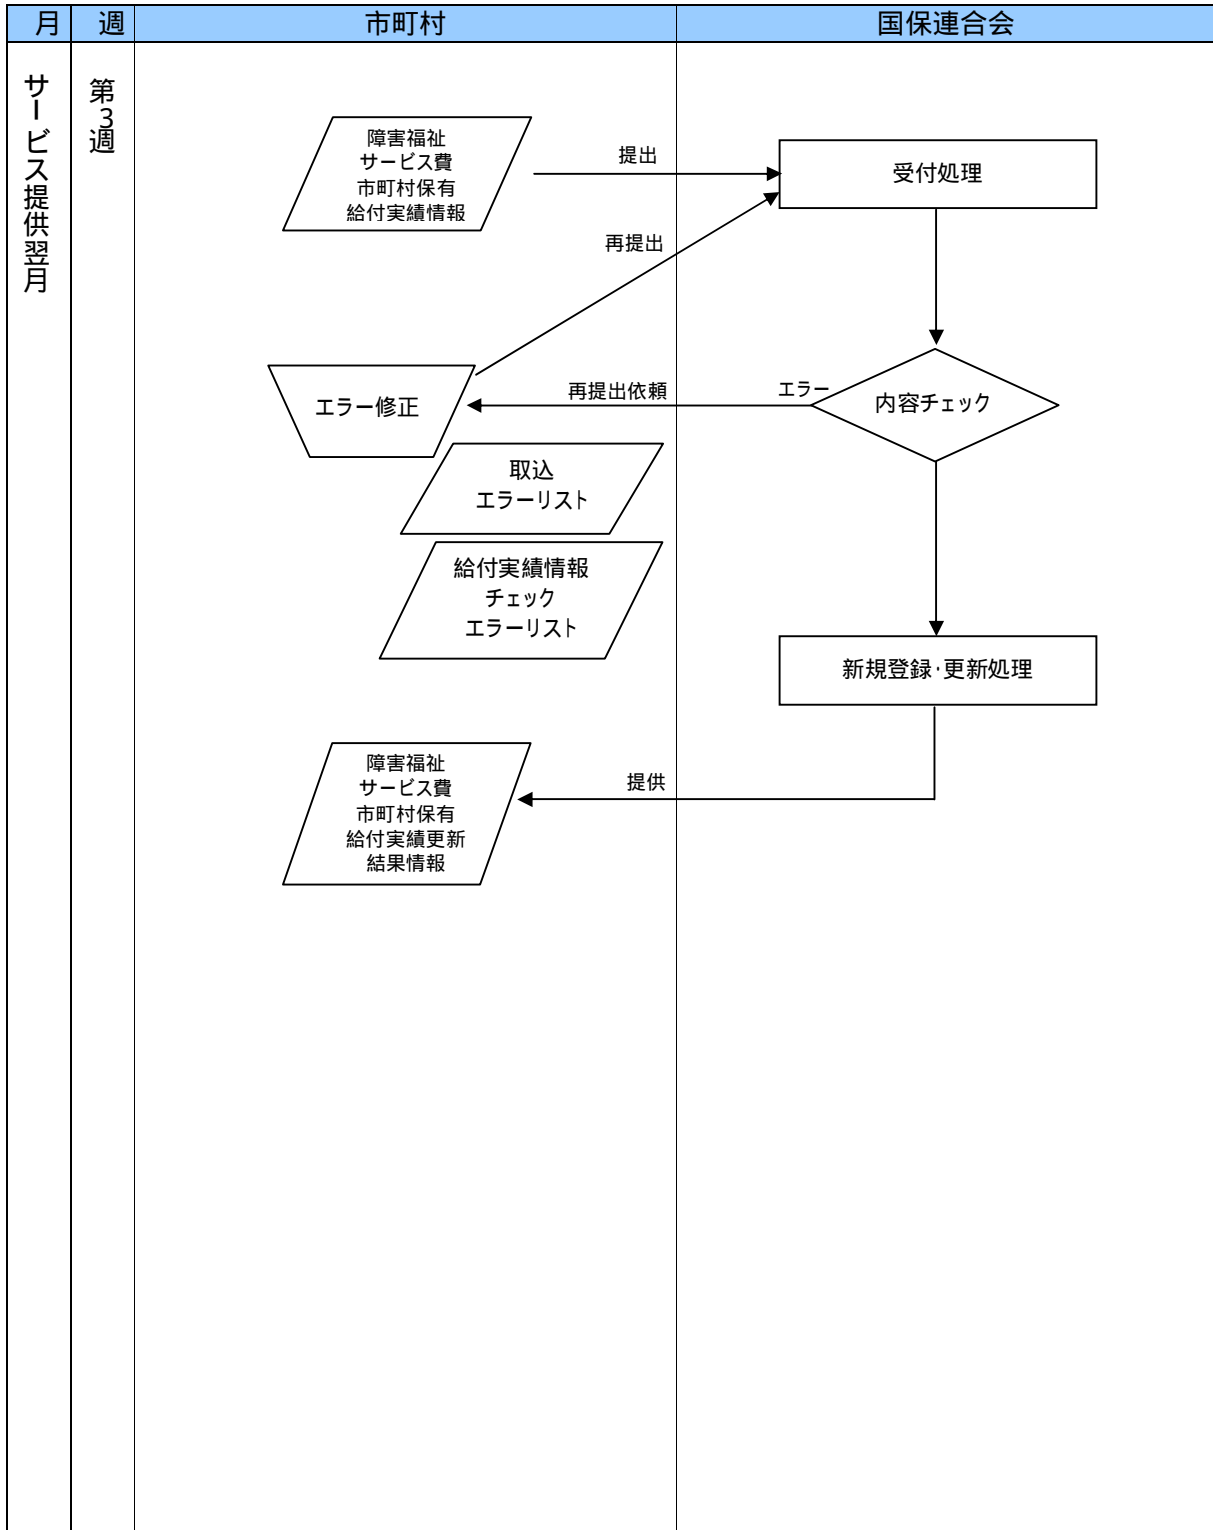 月
週
市町村
国保連合会
サービス提供翌月
第3週
障害福祉
サービス費
市町村保有
給付実績情報
提出
受付処理
再提出
エラー修正
再提出依頼
エラー
内容チェック
取込
エラーリスト
給付実績情報
チェック
エラーリスト
新規登録・更新処理
障害福祉
サービス費
市町村保有
給付実績更新
結果情報
提供